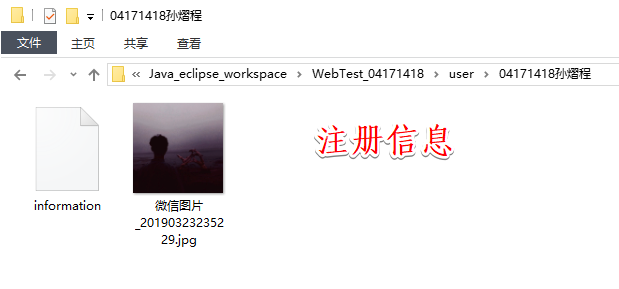 04171418孙熠程
文件 主页 共享 查看
« Java_eclipse_workspace > WebTest_04171418 > user > 04171418孙熠程
注册信息
information
微信图片
_201903232352
29.jpg